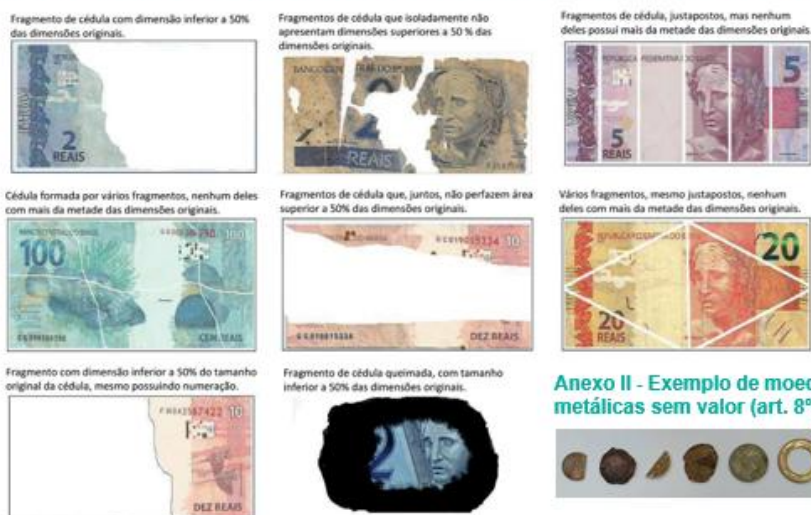 Fragmento de cédula com dimensão inferior a 50%
das dimensões originais.
2
REAIS
Fragmentos de cédula que isoladamente não
apresentam dimensões superiores a 50 % das
dimensões originais.
REAIS
Fragmentos de cédula, justapostos, mas nenhum
deles possui mais da metade das dimensões originais.
5
5
REAIS
Cédula formada por vários fragmentos, nenhum deles
com mais da metade das dimensões originais.
100
100
CEM REAIS
Fragmentos de cédula que, juntos, não perfazem área
superior a 50% das dimensões originais.
10
DEZ REAIS
Vários fragmentos, mesmo justapostos, nenhum
deles com mais da metade das dimensões originais.
20
20
REAIS
Fragmento com dimensão inferior a 50% do tamanho
original da cédula, mesmo possuindo numeração.
10
DEZ REAIS
Fragmento de cédula queimada, com tamanho
inferior a 50% das dimensões originais.
2
Anexo II - Exemplo de moed
metálicas sem valor (art. 8º